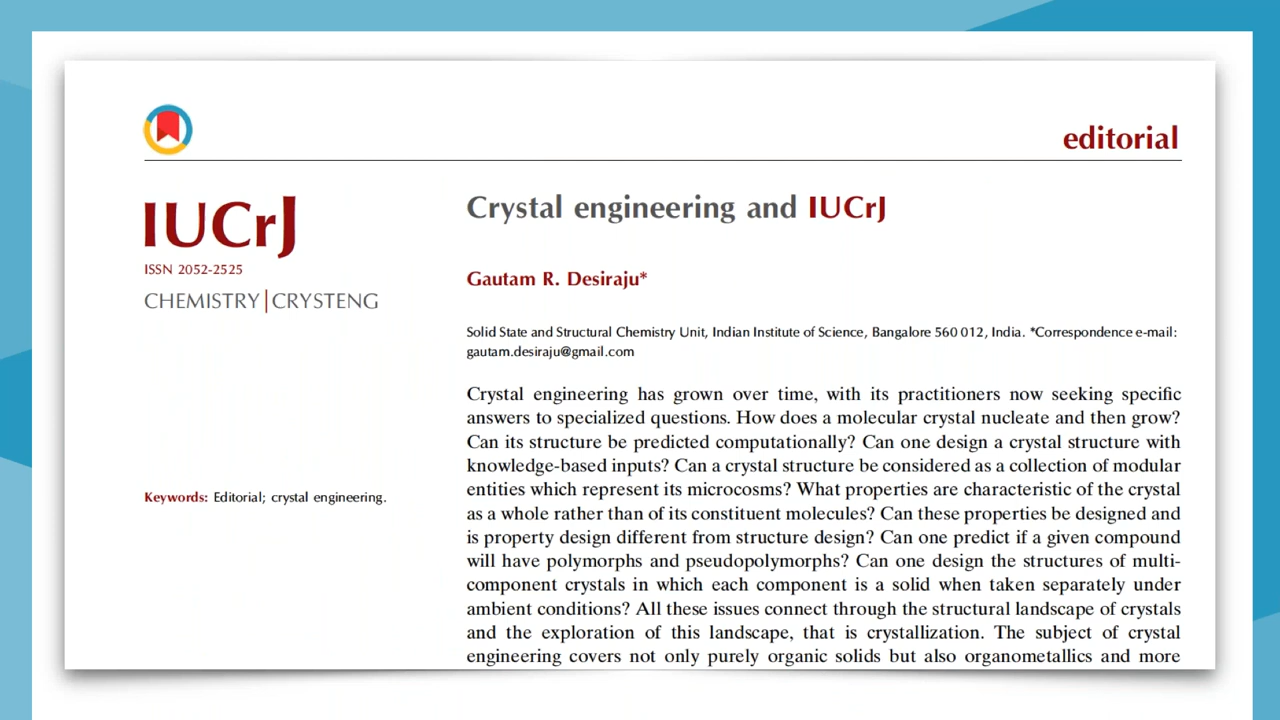 editorial
IUCrJ
ISSN 2052-2525
CHEMISTRY|CRYSTENG
Keywords: Editorial; crystal engineering.
Crystal engineering and IUCrJ
Gautam R. Desiraju*
Solid State and Structural Chemistry Unit, Indian Institute of Science, Bangalore 560 012, India. *Correspondence e-mail:
gautam.desiraju@gmail.com
Crystal engineering has grown over time, with its practitioners now seeking specific
answers to specialized questions. How does a molecular crystal nucleate and then grow?
Can its structure be predicted computationally? Can one design a crystal structure with
knowledge-based inputs? Can a crystal structure be considered as a collection of modular
entities which represent its microcosms? What properties are characteristic of the crystal
as a whole rather than of its constituent molecules? Can these properties be designed and
is property design different from structure design? Can one predict if a given compound
will have polymorphs and pseudopolymorphs? Can one design the structures of multi-
component crystals in which each component is a solid when taken separately under
ambient conditions? All these issues connect through the structural landscape of crystals
and the exploration of this landscape, that is crystallization. The subject of crystal
engineering covers not only purely organic solids but also organometallics and more